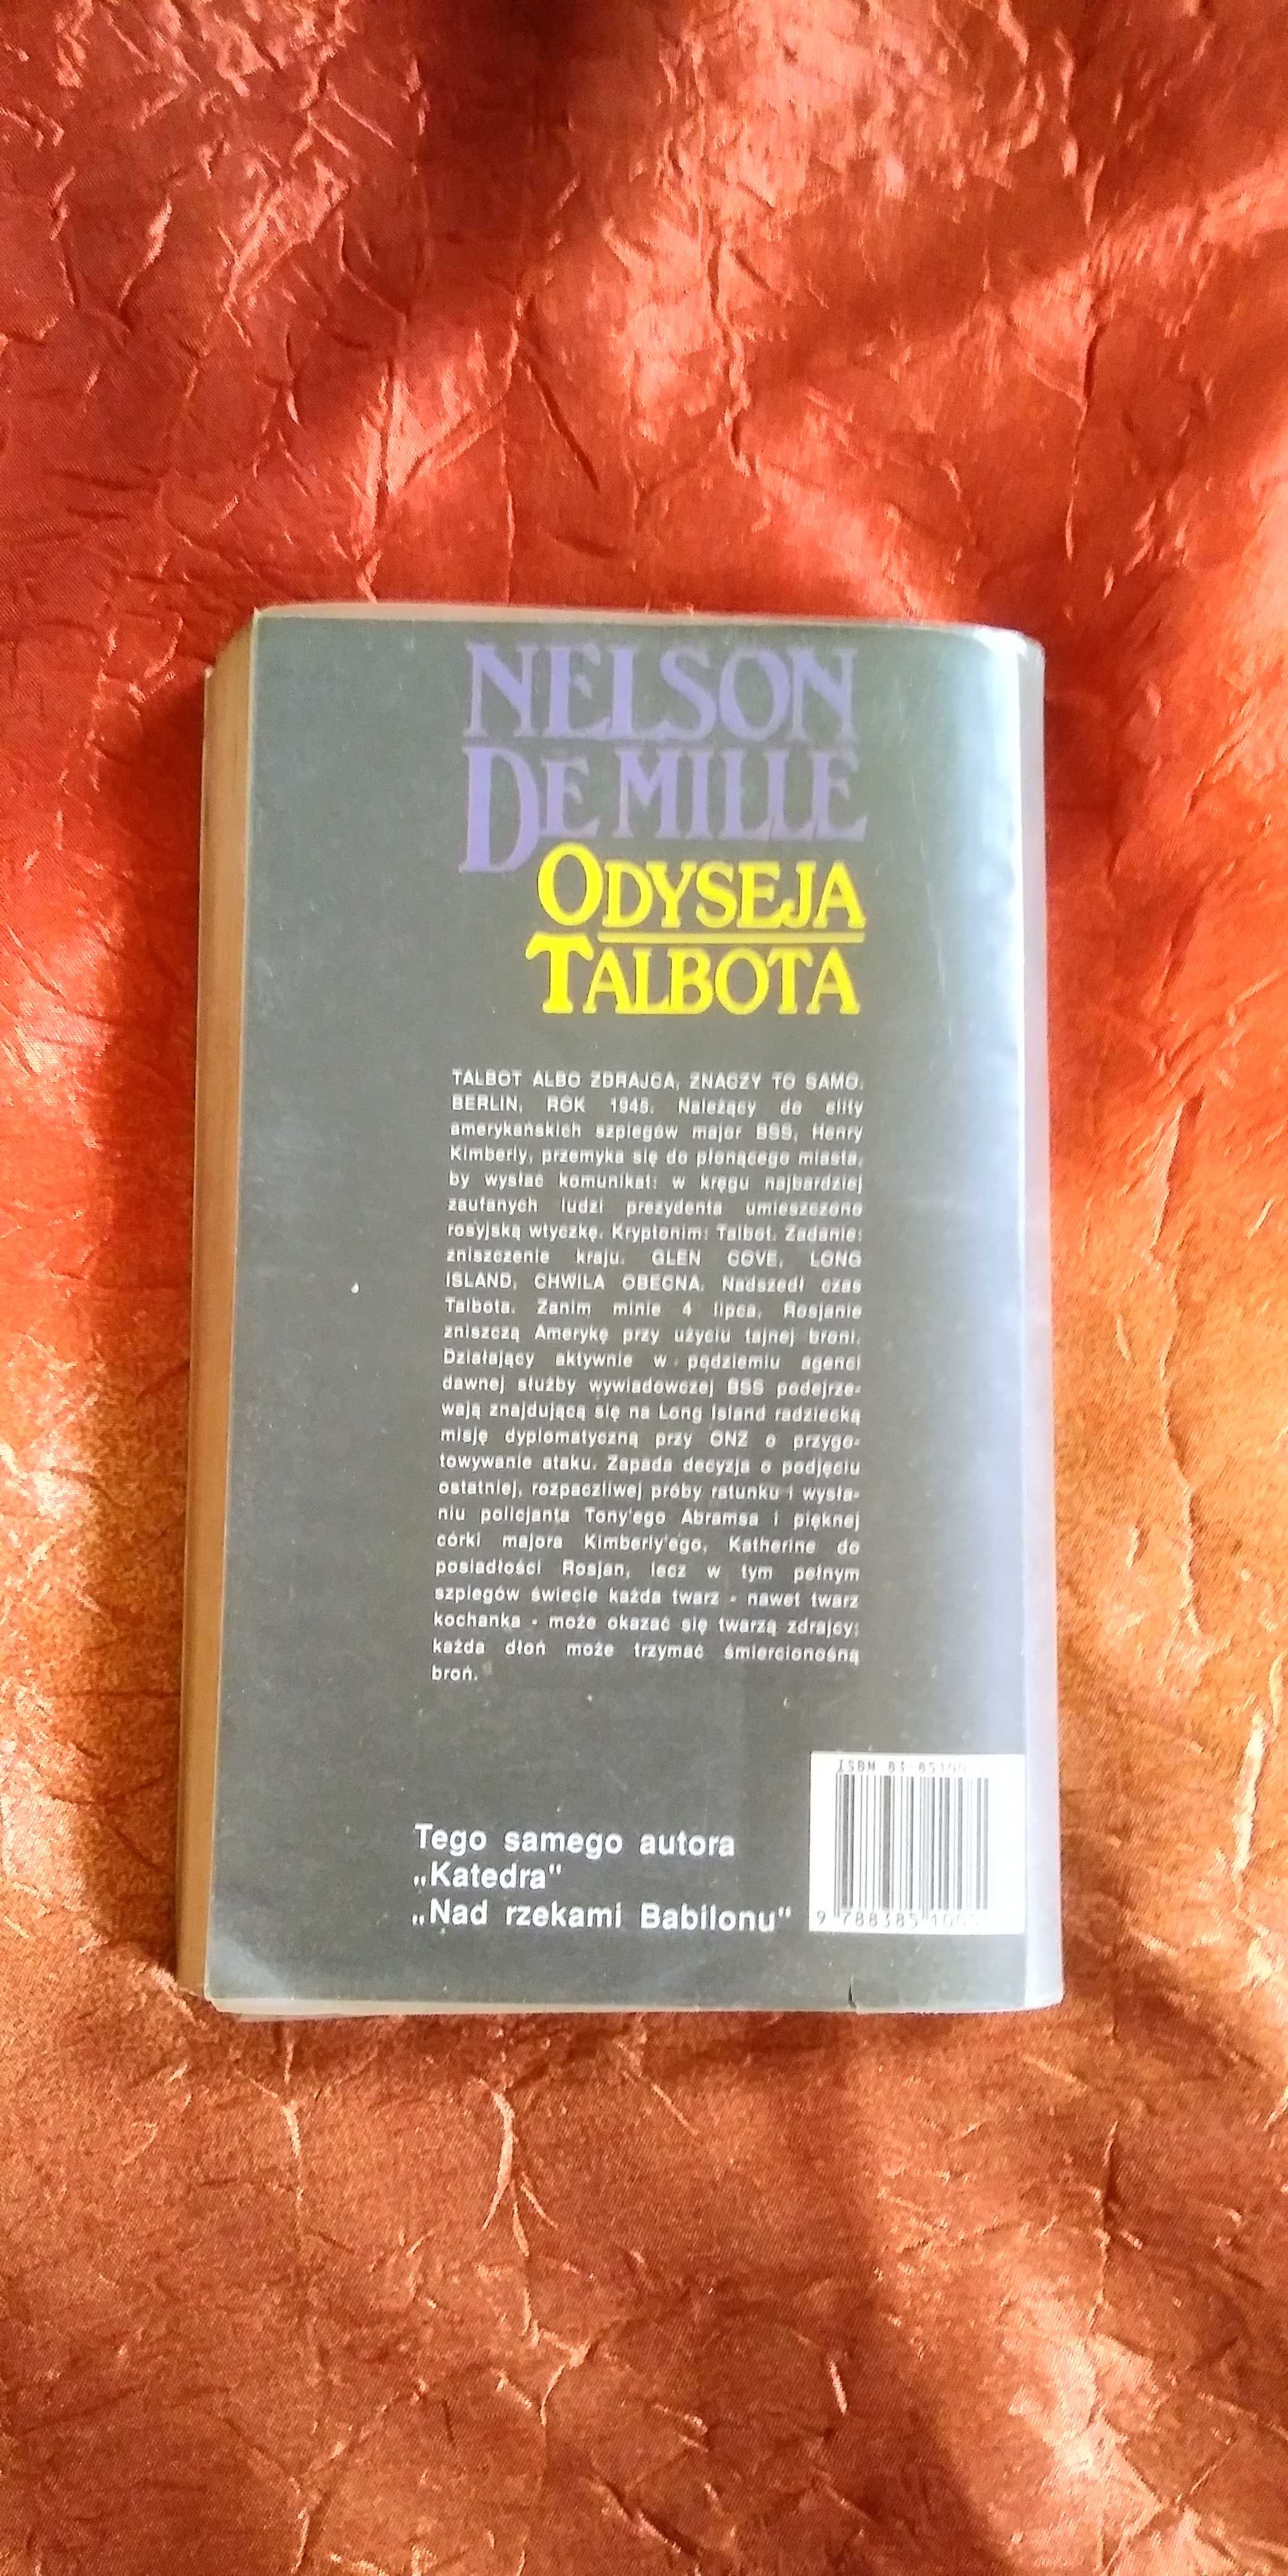 NELSON
DE MILLE
ODYSEJA
TALBOTA
TALBOT ALBO ZDRAJCA, ZNACZY TO SAMO.
BERLIN, ROK 1945. Należący do elity
amerykańskich szpiegów major BSS, Henry
Kimberly, przemyka się do płonącego miasta,
by wysłać komunikat: w kręgu najbardziej
zaufanych ludzi prezydenta umieszczono
rosyjską wtyczkę. Kryptonim: Talbot. Zadanie:
zniszczenie kraju. GLEN COVE, LONG
ISLAND, CHWILA OBECNA. Nadszedł czas
Talbota. Zanim minie 4 lipca, Rosjanie
zniszczą Amerykę przy użyciu tajnej broni.
Działający aktywnie w podziemiu agenci
dawnej służby wywiadowczej BSS podejrze-
wają znajdującą się na Long Island radziecką
misję dyplomatyczną przy ONZ o przygo-
towywanie ataku. Zapada decyzja o podjęciu
ostatniej, rozpaczliwej próby ratunku i wysła-
niu policjanta Tony'ego Abramsa i pięknej
córki majora Kimberly'ego, Katherine do
posiadłości Rosjan, lecz w tym pełnym
szpiegów świecie każda twarz - nawet twarz
kochanka - może okazać się twarzą zdrajcy;
każda dłoń może trzymać śmiercionośną
broń.
ISBN 83-85100
Tego samego autora
„Katedra"
„Nad rzekami Babilonu"
9 788385 100